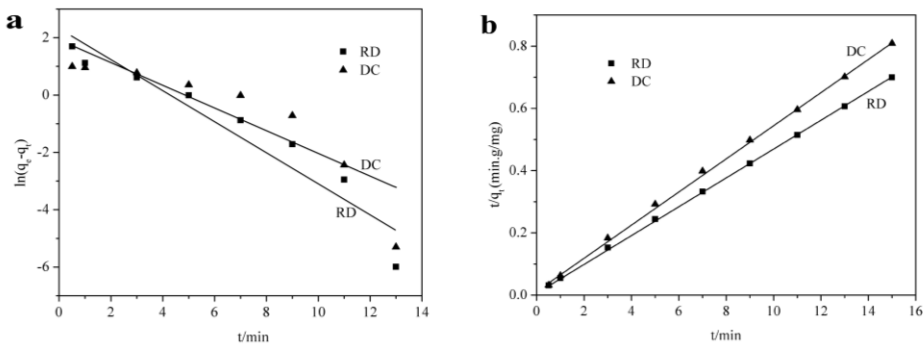 a
2
0
-2
-4
-6
0 2 4 6 8 10 12 14
ln(qe-qt)
t/min
RD
DC
DC
RD
b
0.8
0.6
0.4
0.2
0.0
0 2 4 6 8 10 12 14 16
t/qt (min.g/mg)
t/min
RD
DC
DC
RD